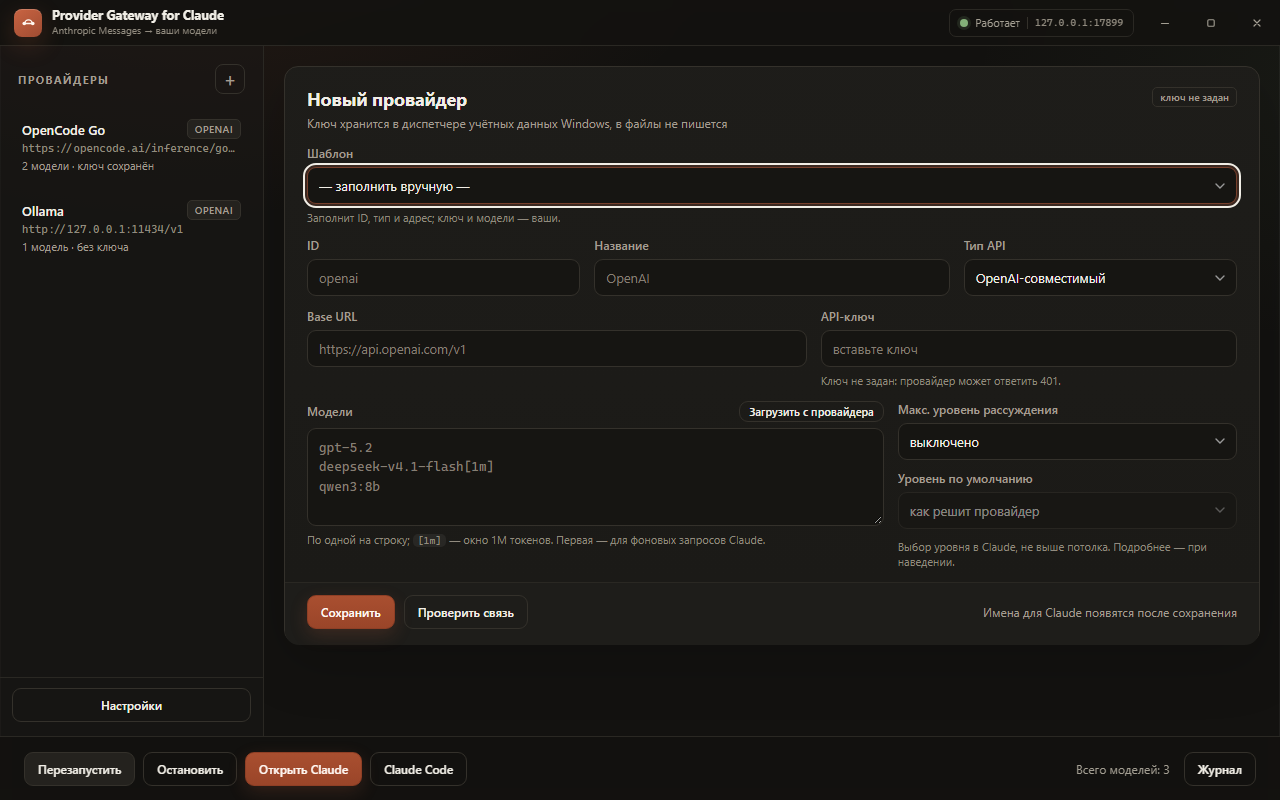 Provider Gateway for Claude
Anthropic Messages → ваши модели
Работает
127.0.0.1:17899
ПРОВАЙДЕРЫ
+
OpenCode Go
OPENAI
https://opencode.ai/inference/go…
2 модели · ключ сохранён
Ollama
OPENAI
http://127.0.0.1:11434/v1
1 модель · без ключа
Настройки
Новый провайдер
ключ не задан
Ключ хранится в диспетчере учётных данных Windows, в файлы не пишется
Шаблон
— заполнить вручную —
Заполнит ID, тип и адрес; ключ и модели — ваши.
ID
Название
Тип API
openai
OpenAI
OpenAI-совместимый
Base URL
API-ключ
https://api.openai.com/v1
вставьте ключ
Ключ не задан: провайдер может ответить 401.
Модели
Загрузить с провайдера
Макс. уровень рассуждения
gpt-5.2
deepseek-v4.1-flash[1m]
qwen3:8b
выключено
Уровень по умолчанию
как решит провайдер
По одной на строку; [1m] — окно 1M токенов. Первая — для фоновых запросов Claude.
Выбор уровня в Claude, не выше потолка. Подробнее — при
наведении.
Сохранить
Проверить связь
Имена для Claude появятся после сохранения
Перезапустить
Остановить
Открыть Claude
Claude Code
Всего моделей: 3
Журнал